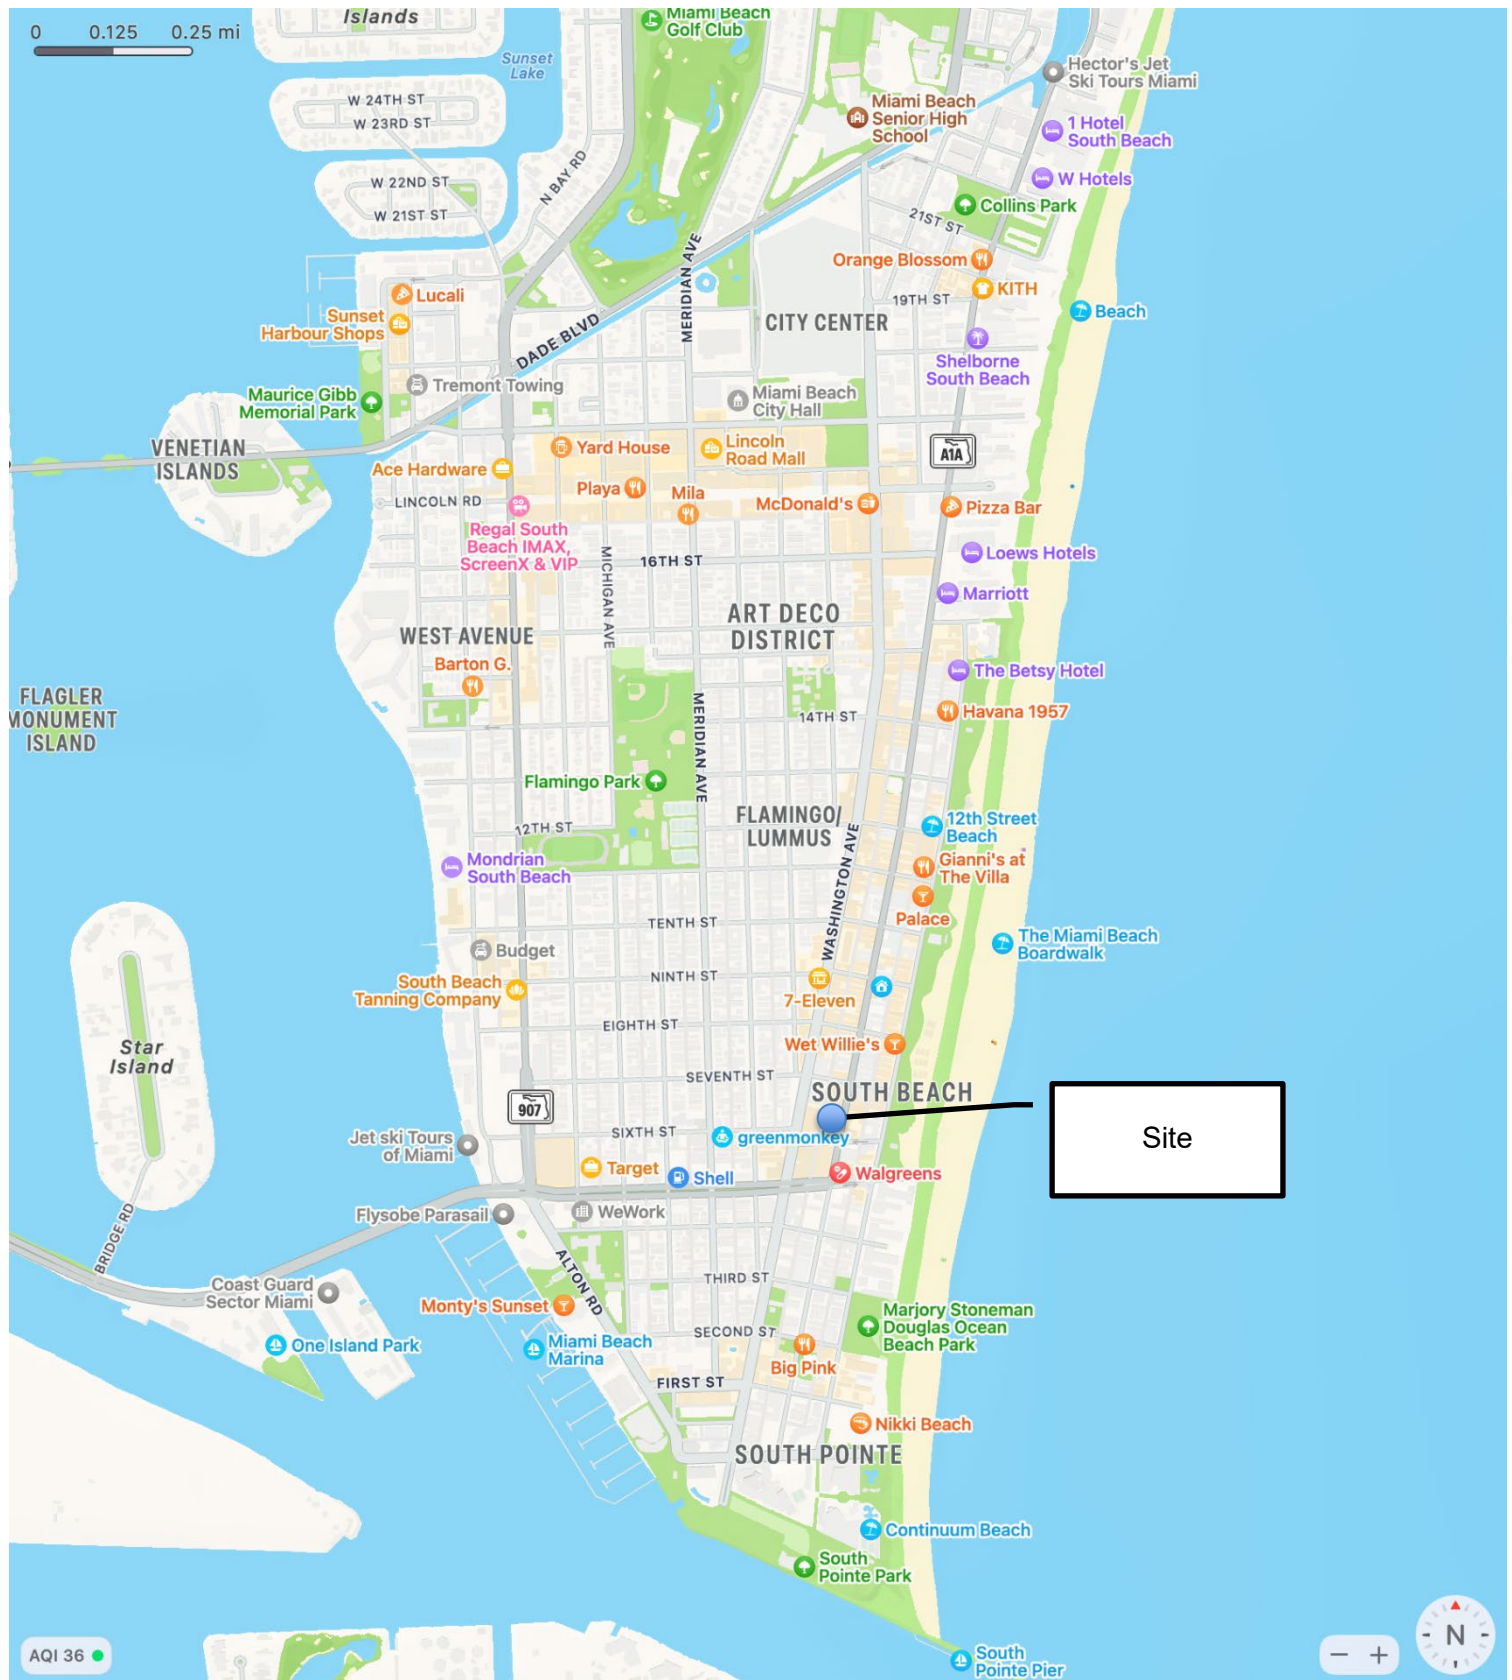 0 0.125 0.25 mi
Islands
Miami Beach
Golf Club
Sunset
Lake
Hector's Jet
Ski Tours Miami
W 24TH ST
W 23RD ST
Miami Beach
Senior High
School
1 Hotel
South Beach
W 22ND ST
W 21ST ST
N BAY RD
W Hotels
Collins Park
21ST ST
Orange Blossom
MERIDIAN AVE
Lucali
KITH
19TH ST
Sunset
Harbour Shops
CITY CENTER
Beach
DADE BLVD
Shelborne
South Beach
Tremont Towing
Maurice Gibb
Memorial Park
Miami Beach
City Hall
VENETIAN
ISLANDS
Yard House
Lincoln
Road Mall
A1A
Ace Hardware
LINCOLN RD
Playa
Mila
McDonald's
Pizza Bar
Regal South
Beach IMAX,
ScreenX & VIP
16TH ST
MICHIGAN AVE
Loews Hotels
Marriott
ART DECO
DISTRICT
WEST AVENUE
Barton G.
The Betsy Hotel
FLAGLER
MONUMENT
ISLAND
MERIDIAN AVE
14TH ST
Havana 1957
Flamingo Park
FLAMINGO/
LUMMUS
12TH ST
12th Street
Beach
WASHINGTON AVE
Mondrian
South Beach
Gianni's at
The Villa
Palace
TENTH ST
The Miami Beach
Boardwalk
Budget
NINTH ST
South Beach
Tanning Company
7-Eleven
EIGHTH ST
Wet Willie's
Star
Island
SEVENTH ST
SOUTH BEACH
907
Site
Jet ski Tours
of Miami
SIXTH ST
greenmonkey
Target
Shell
Walgreens
Flysobe Parasail
WeWork
BRIDGE RD
ALTON RD
THIRD ST
Coast Guard
Sector Miami
Monty's Sunset
Marjory Stoneman
Douglas Ocean
Beach Park
One Island Park
Miami Beach
Marina
SECOND ST
Big Pink
FIRST ST
Nikki Beach
SOUTH POINTE
Continuum Beach
South
Pointe Park
AQI 36
South
Pointe Pier
− +
N